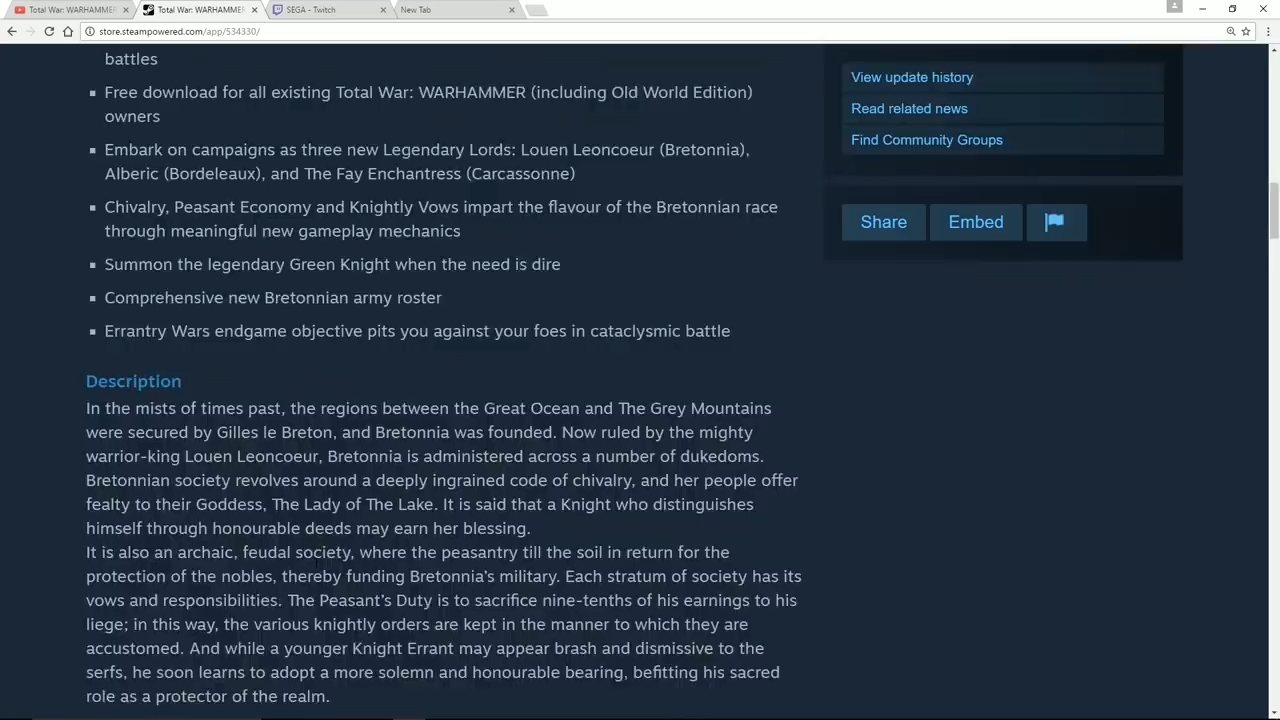 Total War: WARHAMMER
Total War: WARHAMMER
SEGA - Twitch
New Tab
store.steampowered.com/app/534330/
battles
Free download for all existing Total War: WARHAMMER (including Old World Edition)
owners
Embark on campaigns as three new Legendary Lords: Louen Leoncoeur (Bretonnia),
Alberic (Bordeleaux), and The Fay Enchantress (Carcassonne)
Chivalry, Peasant Economy and Knightly Vows impart the flavour of the Bretonnian race
through meaningful new gameplay mechanics
Summon the legendary Green Knight when the need is dire
Comprehensive new Bretonnian army roster
Errantry Wars endgame objective pits you against your foes in cataclysmic battle
Description
In the mists of times past, the regions between the Great Ocean and The Grey Mountains
were secured by Gilles le Breton, and Bretonnia was founded. Now ruled by the mighty
warrior-king Louen Leoncoeur, Bretonnia is administered across a number of dukedoms.
Bretonnian society revolves around a deeply ingrained code of chivalry, and her people offer
fealty to their Goddess, The Lady of The Lake. It is said that a Knight who distinguishes
himself through honourable deeds may earn her blessing.
It is also an archaic, feudal society, where the peasantry till the soil in return for the
protection of the nobles, thereby funding Bretonnia's military. Each stratum of society has its
vows and responsibilities. The Peasant's Duty is to sacrifice nine-tenths of his earnings to his
liege; in this way, the various knightly orders are kept in the manner to which they are
accustomed. And while a younger Knight Errant may appear brash and dismissive to the
serfs, he soon learns to adopt a more solemn and honourable bearing, befitting his sacred
role as a protector of the realm.
View update history
Read related news
Find Community Groups
Share
Embed